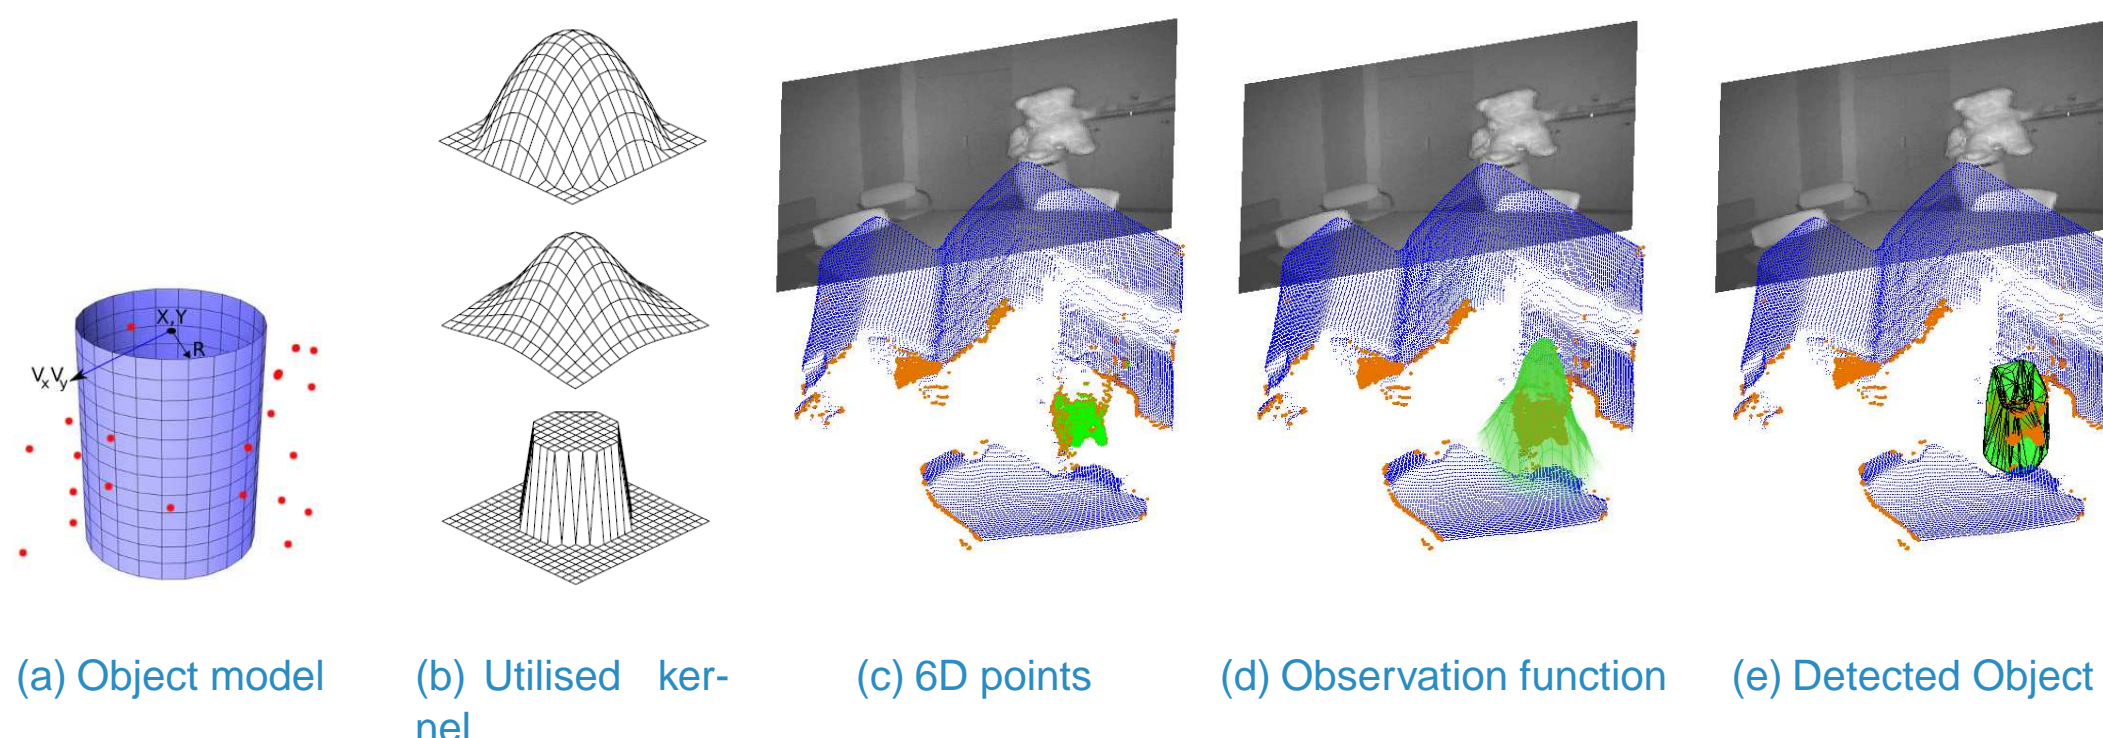 X,Y
R
VxVy
(a) Object model
(b) Utilised ker-
nel
(c) 6D points
(d) Observation function
(e) Detected Object